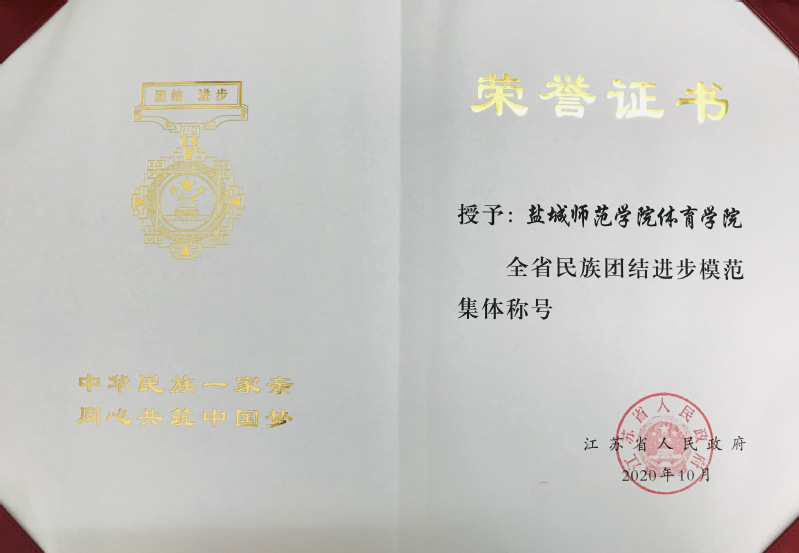 团结 进步
中华民族一家亲
同心共筑中国梦
荣誉证书
授予：盐城师范学院体育学院
全省民族团结进步模范
集体称号
江苏省人民政府
江苏省人民政府
2020年10月